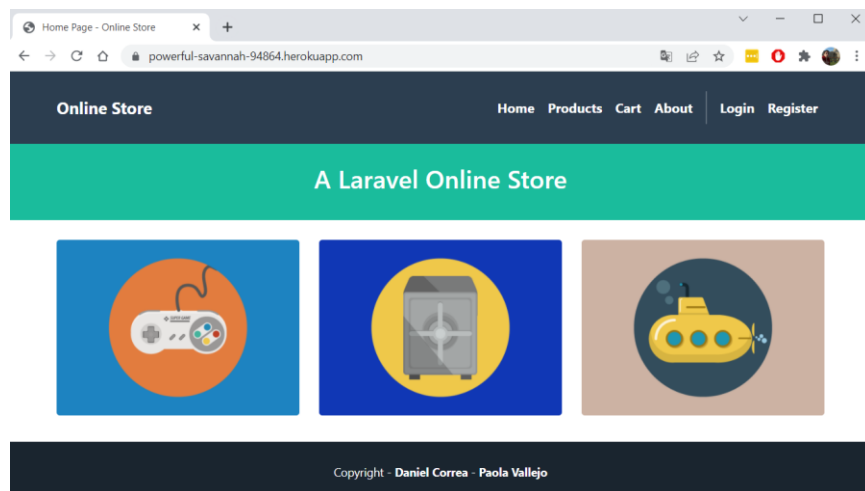 Home Page - Online Store
powerful-savannah-94864.herokuapp.com
Online Store
Home Products Cart About Login Register
A Laravel Online Store
Copyright - Daniel Correa - Paola Vallejo